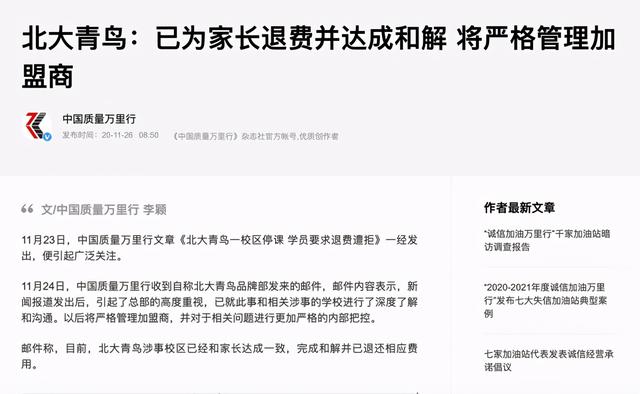 北大青鸟：已为家长退费并达成和解 将严格管理加
盟商
中国质量万里行
发布时间：20-11-26 08:50 《中国质量万里行》杂志社官方帐号,优质创作者
文/中国质量万里行 李颖
11月23日，中国质量万里行文章《北大青鸟一校区停课 学员要求退费遭拒》一经发
出，便引起广泛关注。
11月24日，中国质量万里行收到自称北大青鸟品牌部发来的邮件，邮件内容表示，新
闻报道发出后，引起了总部的高度重视，已就此事和相关涉事的学校进行了深度了解
和沟通。以后将严格管理加盟商，并对于相关问题进行更加严格的内部把控。
邮件称，目前，北大青鸟涉事校区已经和家长达成一致，完成和解并已退还相应费
用。
作者最新文章
“诚信加油万里行”千家加油站暗
访调查报告
“2020-2021年度诚信加油万里
行”发布七大失信加油站典型案
例
七家加油站代表发表诚信经营承
诺倡议